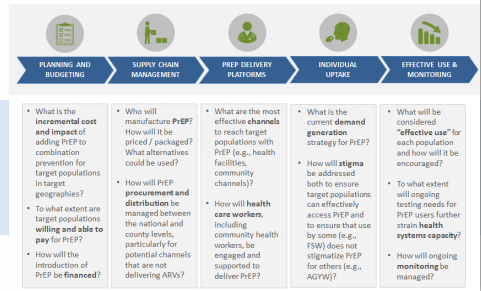 PLANNING AND
BUDGETING
SUPPLY CHAIN
MANAGEMENT
PREP DELIVERY
PLATFORMS
INDIVIDUAL
UPTAKE
EFFECTIVE USE &
MONITORING
• What is the
incremental cost
and impact of
adding PrEP to
combination
prevention for
target populations
in target
geographies?
• To what extent are
target populations
willing and able to
pay for PrEP?
• How will the
introduction of
PrEP be financed?
• Who will
manufacture PrEP?
How will it be
priced / packaged?
What alternatives
could be used?
• How will PrEP
procurement and
distribution be
managed between
the national and
county levels,
particularly for
potential channels
that are not
delivering ARVs?
• What are the most
effective channels
to reach target
populations with
PrEP (e.g., health
facilities,
community
channels)?
• How will health
care workers,
including
community health
workers, be
engaged and
supported to
deliver PrEP?
• What is the
current demand
generation
strategy for PrEP?
• How will stigma
be addressed
both to ensure
target populations
can effectively
access PrEP and
to ensure that use
by some (e.g.,
FSW) does not
stigmatize PrEP
for others (e.g.,
AGYW)?
• What will be
considered
“effective use” for
each population
and how will it be
encouraged?
• To what extent
will ongoing
testing needs for
PrEP users further
strain health
systems capacity?
• How will ongoing
monitoring be
managed?